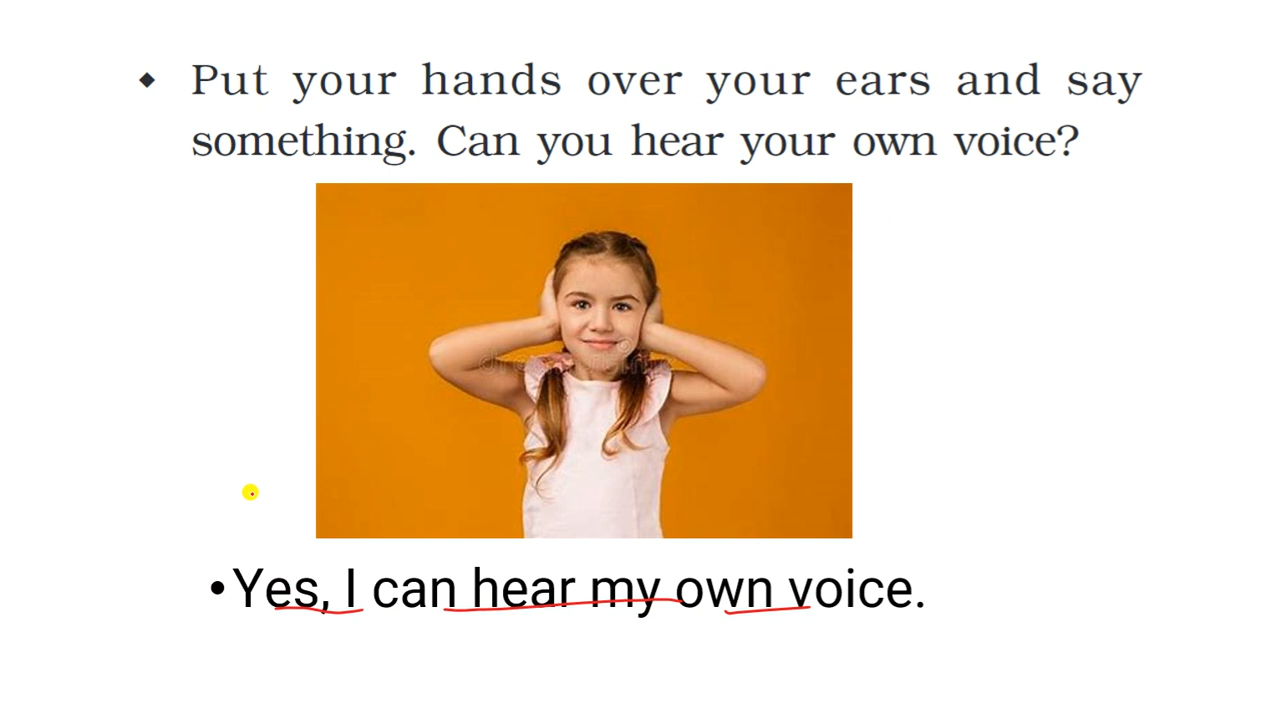 ◆ Put your hands over your ears and say
something. Can you hear your own voice?
•Yes, I can hear my own voice.